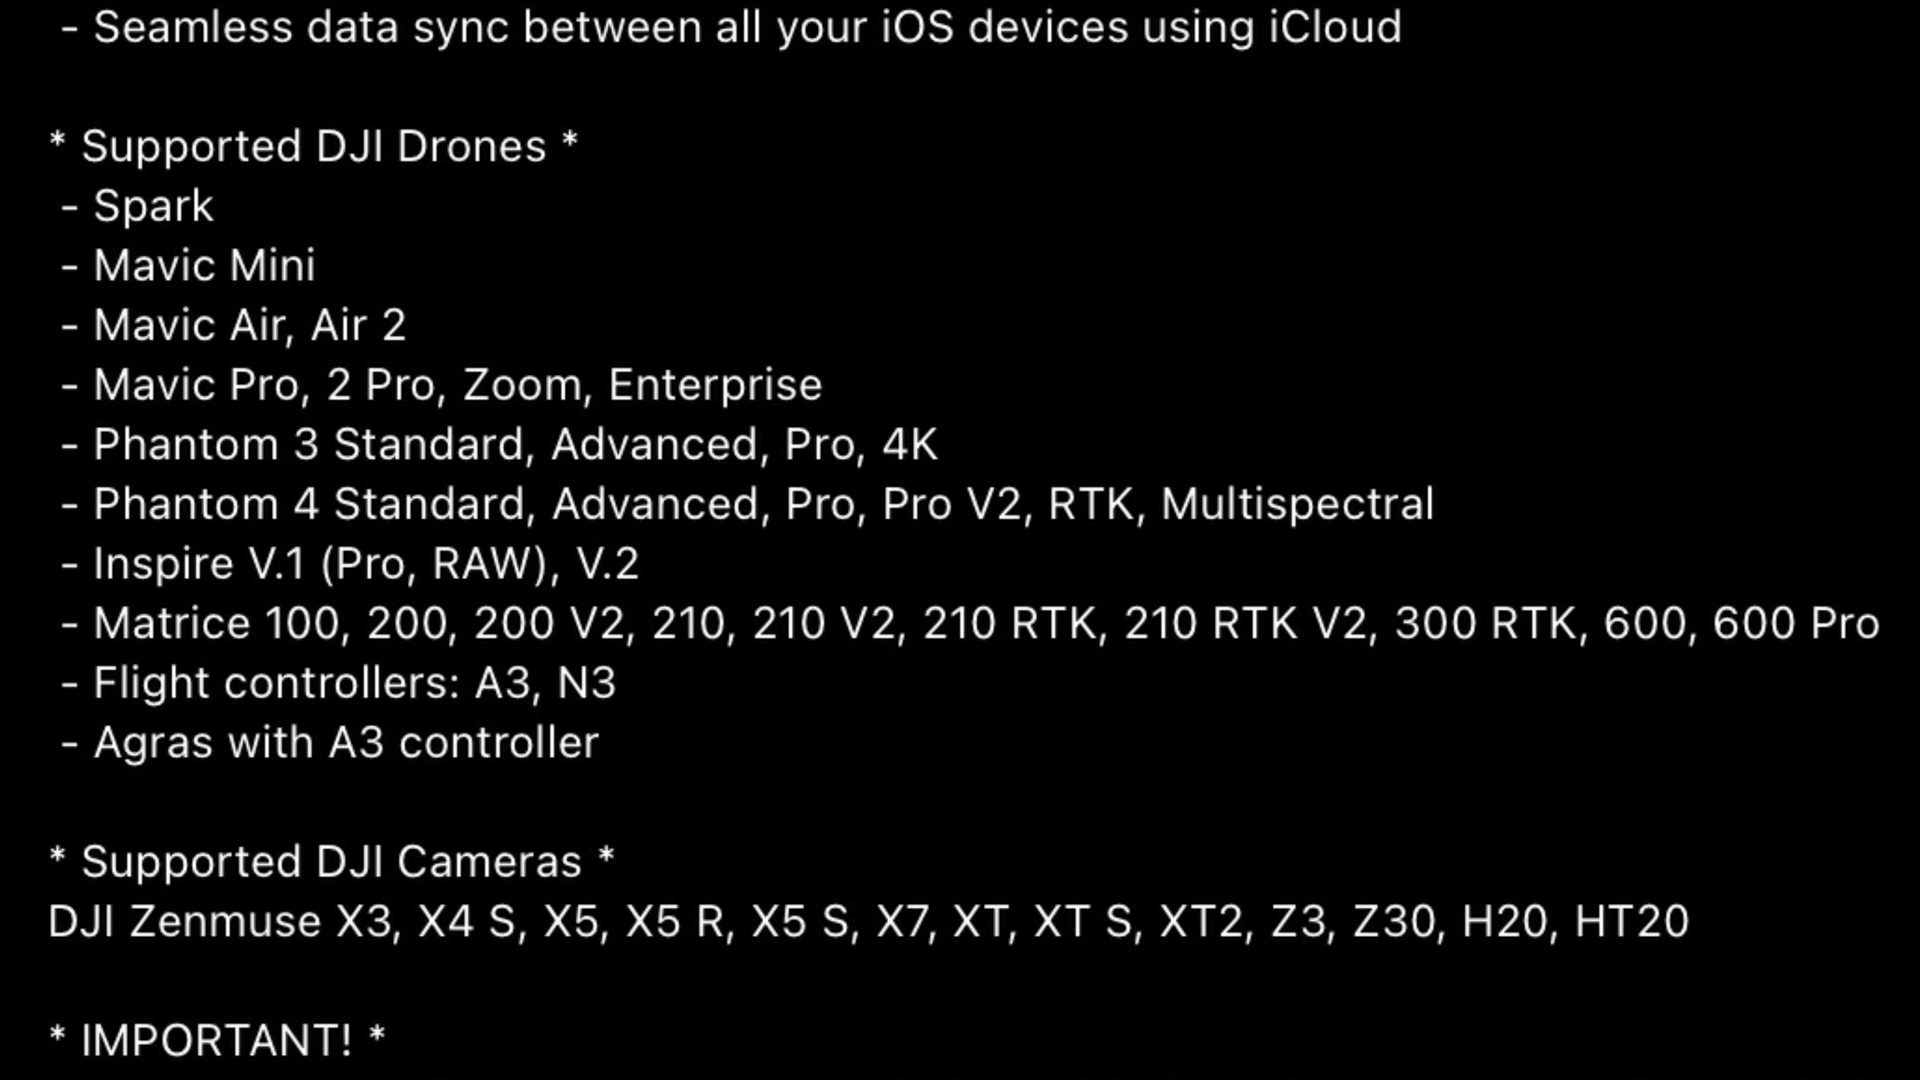 - Seamless data sync between all your iOS devices using iCloud
* Supported DJI Drones *
- Spark
- Mavic Mini
- Mavic Air, Air 2
- Mavic Pro, 2 Pro, Zoom, Enterprise
- Phantom 3 Standard, Advanced, Pro, 4K
- Phantom 4 Standard, Advanced, Pro, Pro V2, RTK, Multispectral
- Inspire V.1 (Pro, RAW), V.2
- Matrice 100, 200, 200 V2, 210, 210 V2, 210 RTK, 210 RTK V2, 300 RTK, 600, 600 Pro
- Flight controllers: A3, N3
- Agras with A3 controller
* Supported DJI Cameras *
DJI Zenmuse X3, X4 S, X5, X5 R, X5 S, X7, XT, XT S, XT2, Z3, Z30, H20, HT20
* IMPORTANT! *